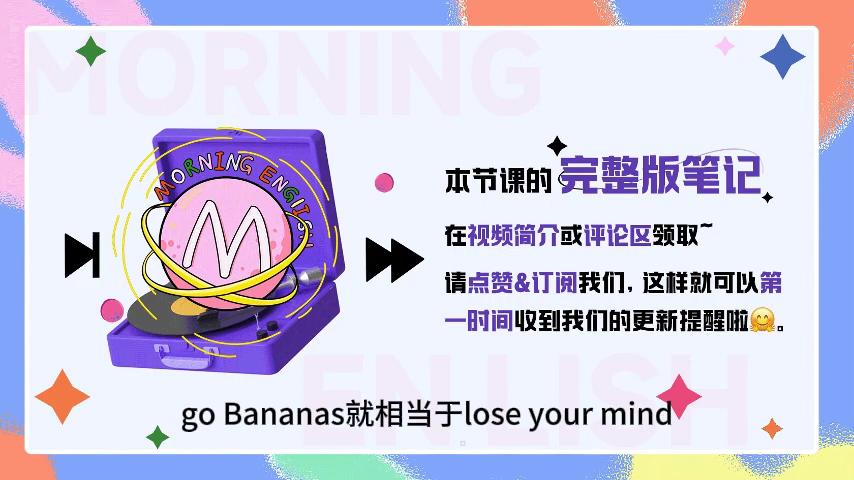 MORNING
MORNING ENGLISH
M
本节课的 完整版笔记
在视频简介或评论区领取~
请点赞&订阅我们, 这样就可以第
一时间收到我们的更新提醒啦🤗。
EN LISH
go Bananas就相当于lose your mind